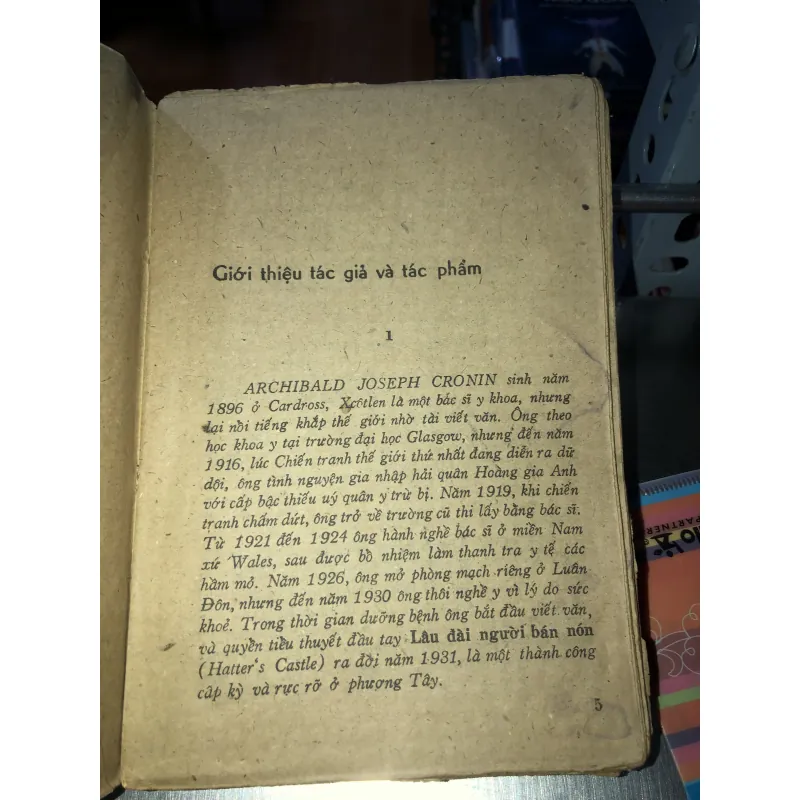 Giới thiệu tác giả và tác phẩm
1
ARCHIBALD JOSEPH CRONIN sinh năm
1896 ở Cardross, Xcôtlen là một bác sĩ y khoa, nhưng
lại nổi tiếng khắp thế giới nhờ tài viết văn. Ông theo
học khoa y tại trường đại học Glasgow, nhưng đến năm
1916, lúc Chiến tranh thế giới thứ nhất đang diễn ra dữ
dội, ông tình nguyện gia nhập hải quân Hoàng gia Anh
với cấp bậc thiếu uý quân y trừ bị. Năm 1919, khi chiến
tranh chấm dứt, ông trở về trường cũ thi lấy bằng bác sĩ.
Từ 1921 đến 1924 ông hành nghề bác sĩ ở miền Nam
xứ Wales, sau được bổ nhiệm làm thanh tra y tế các
hầm mỏ. Năm 1926, ông mở phòng mạch riêng ở Luân
Đôn, nhưng đến năm 1930 ông thôi nghề y vì lý do sức
khoẻ. Trong thời gian dưỡng bệnh ông bắt đầu viết văn,
và quyển tiểu thuyết đầu tay Lâu đài người bán nón
(Hatter's Castle) ra đời năm 1931, là một thành công
cấp kỳ và rực rỡ ở phương Tây.
5
PARTNER